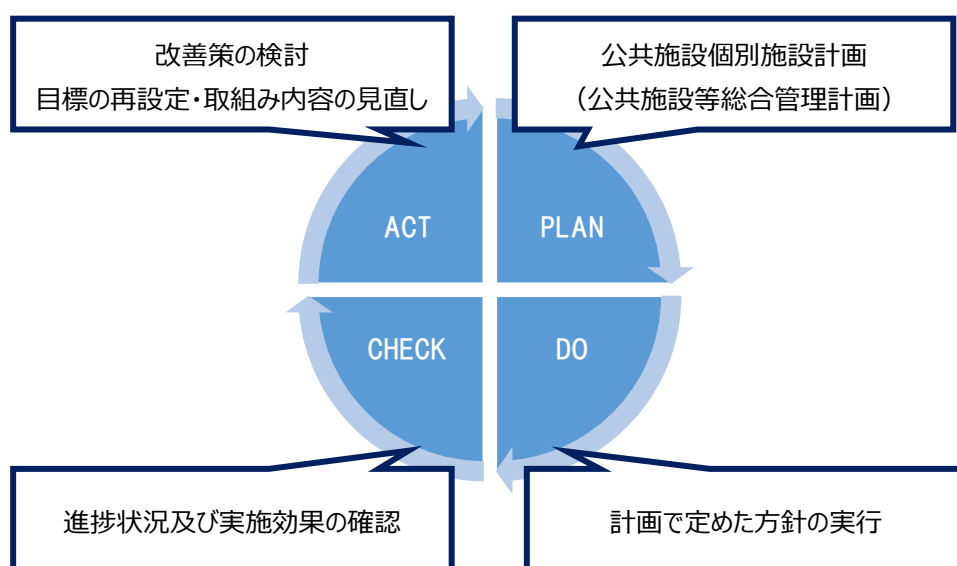 改善策の検討
目標の再設定・取組み内容の見直し
公共施設個別施設計画
（公共施設等総合管理計画）
ACT
PLAN
CHECK
DO
進捗状況及び実施効果の確認
計画で定めた方針の実行